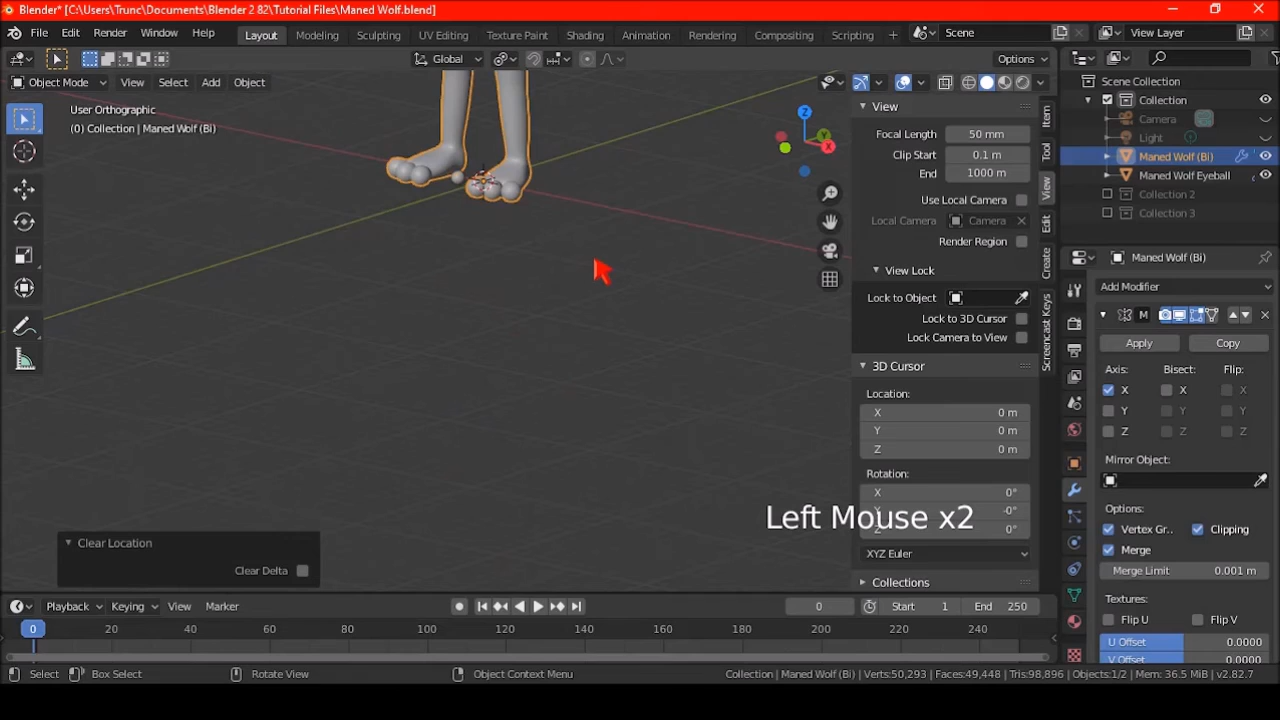 Blender* [C:\Users\Trunc\Documents\Blender 2 82\Tutorial Files\Maned Wolf.blend]
File Edit Render Window Help Layout Modeling Sculpting UV Editing Texture Paint Shading Animation Rendering Compositing Scripting Scene View Layer
Global Options
Object Mode View Select Add Object
User Orthographic
(0) Collection | Maned Wolf (Bi)
Z
Y
X
View
Focal Length 50 mm
Clip Start 0.1 m
End 1000 m
Use Local Camera
Local Camera Camera
Render Region
View Lock
Lock to Object
Lock to 3D Cursor
Lock Camera to View
3D Cursor
Location:
X 0 m
Y 0 m
Z 0 m
Rotation:
X 0°
Y -0°
Z 0°
XYZ Euler
Collections
Item
Tool
View
Edit
Create
Screencast Keys
Scene Collection
Collection
Camera
Light
Maned Wolf (Bi)
Maned Wolf Eyeball
Collection 2
Collection 3
Maned Wolf (Bi)
Add Modifier
M
Apply Copy
Axis: Bisect: Flip:
X X X
Y Y Y
Z Z Z
Mirror Object:
Options:
Vertex Gr.. Clipping
Merge
Merge Limit 0.001 m
Textures:
Flip U Flip V
U Offset 0.0000
V Offset 0.0000
Left Mouse x2
Clear Location
Clear Delta
Playback Keying View Marker 0 Start 1 End 250
0 20 40 60 80 100 120 140 160 180 200 220 240
Select Box Select Rotate View Object Context Menu Collection | Maned Wolf (Bi) | Verts:50,293 | Faces:49,448 | Tris:98,896 | Objects:1/2 | Mem: 36.5 MiB | v2.82.7